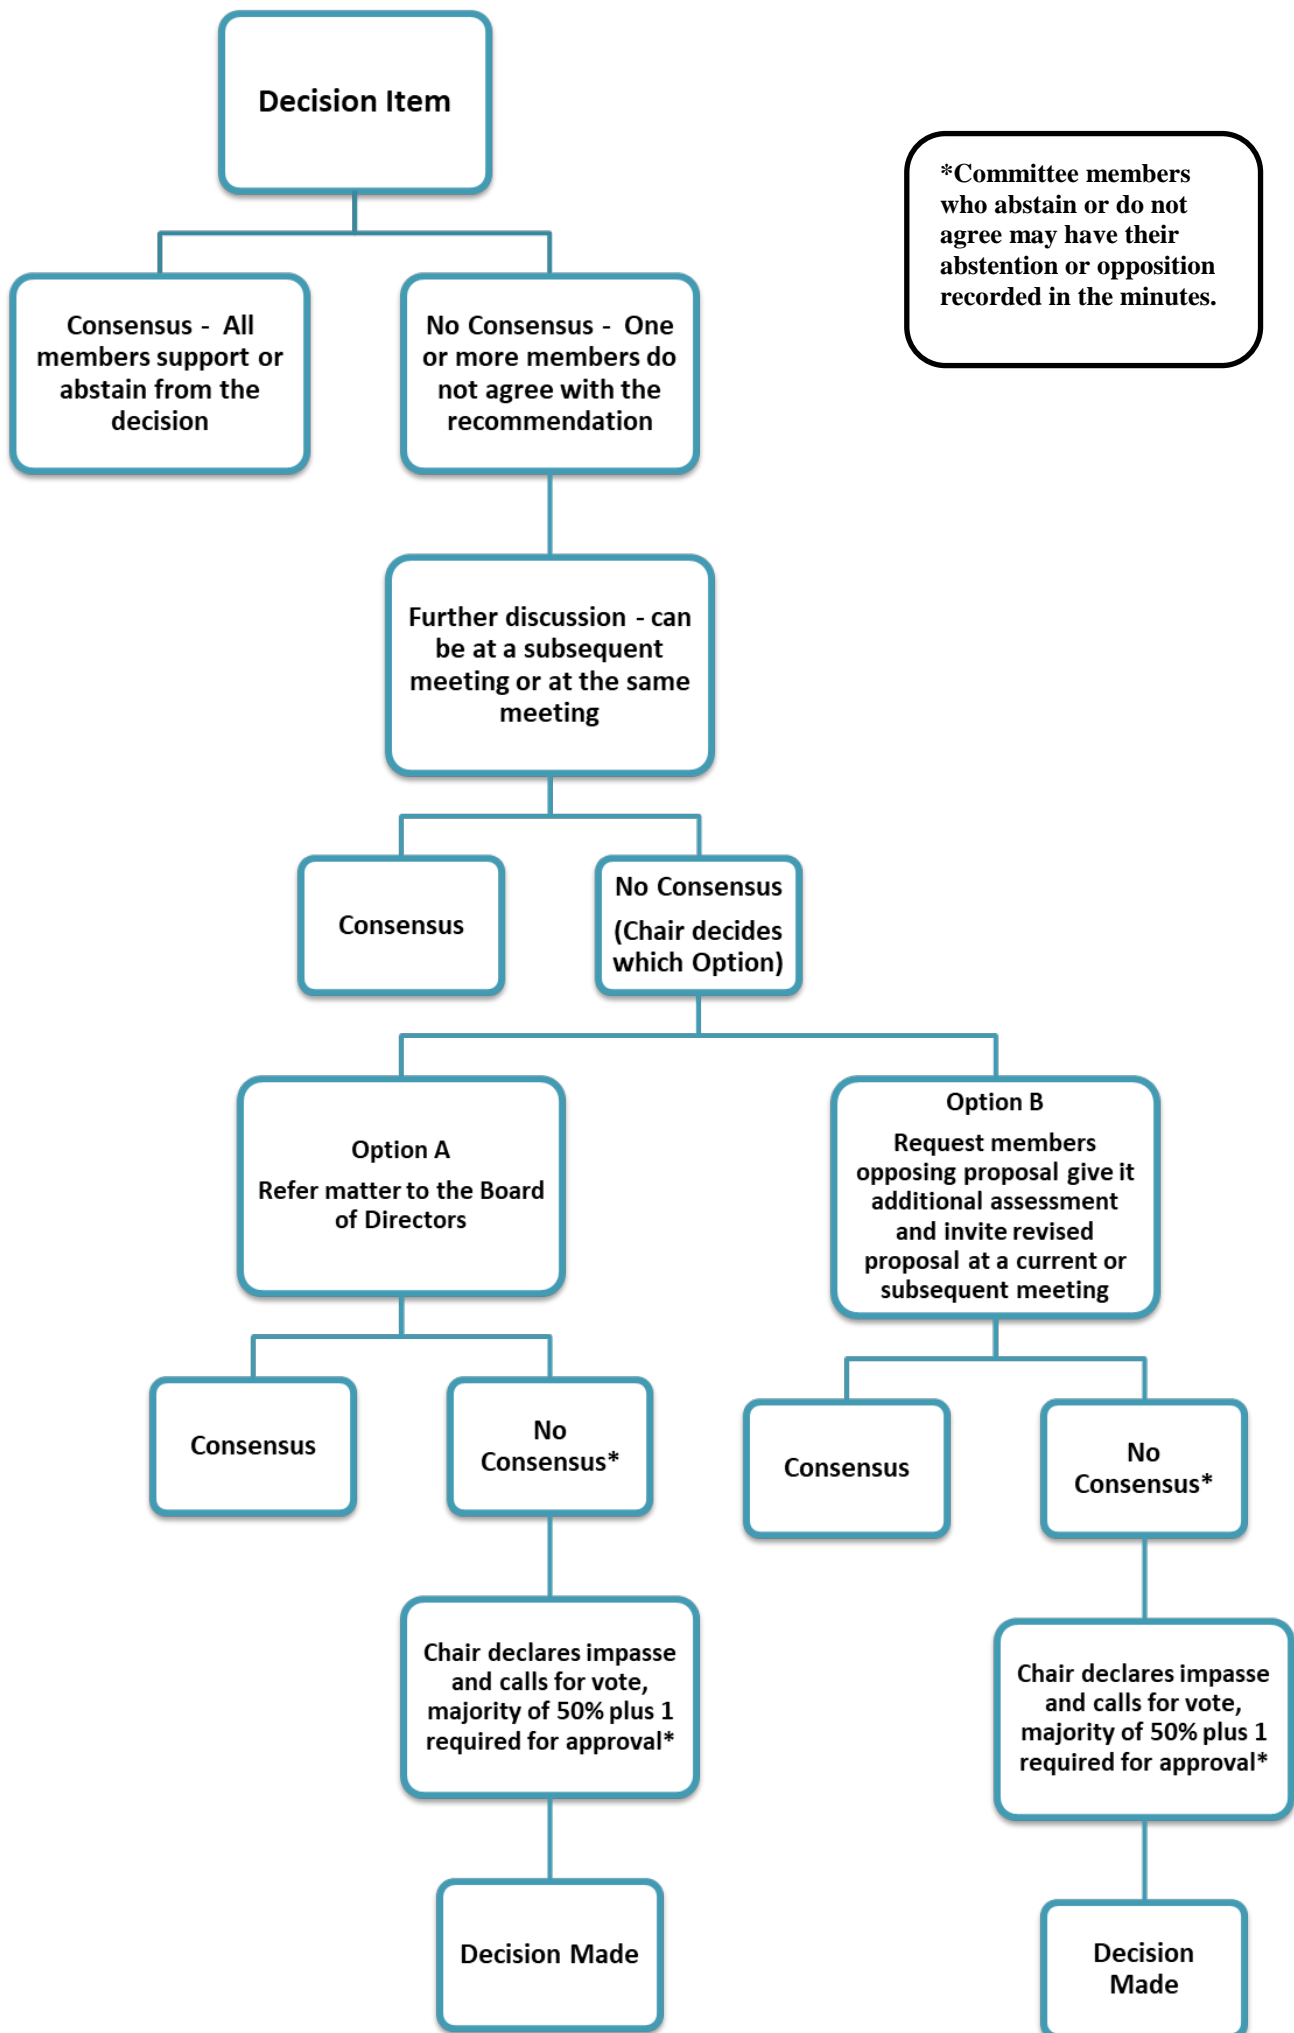 Decision Item
*Committee members
who abstain or do not
agree may have their
abstention or opposition
recorded in the minutes.
Consensus - All
members support or
abstain from the
decision
No Consensus - One
or more members do
not agree with the
recommendation
Further discussion - can
be at a subsequent
meeting or at the same
meeting
Consensus
No Consensus
(Chair decides
which Option)
Option A
Refer matter to the Board
of Directors
Option B
Request members
opposing proposal give it
additional assessment
and invite revised
proposal at a current or
subsequent meeting
Consensus
No
Consensus*
Consensus
No
Consensus*
Chair declares impasse
and calls for vote,
majority of 50% plus 1
required for approval*
Chair declares impasse
and calls for vote,
majority of 50% plus 1
required for approval*
Decision Made
Decision
Made